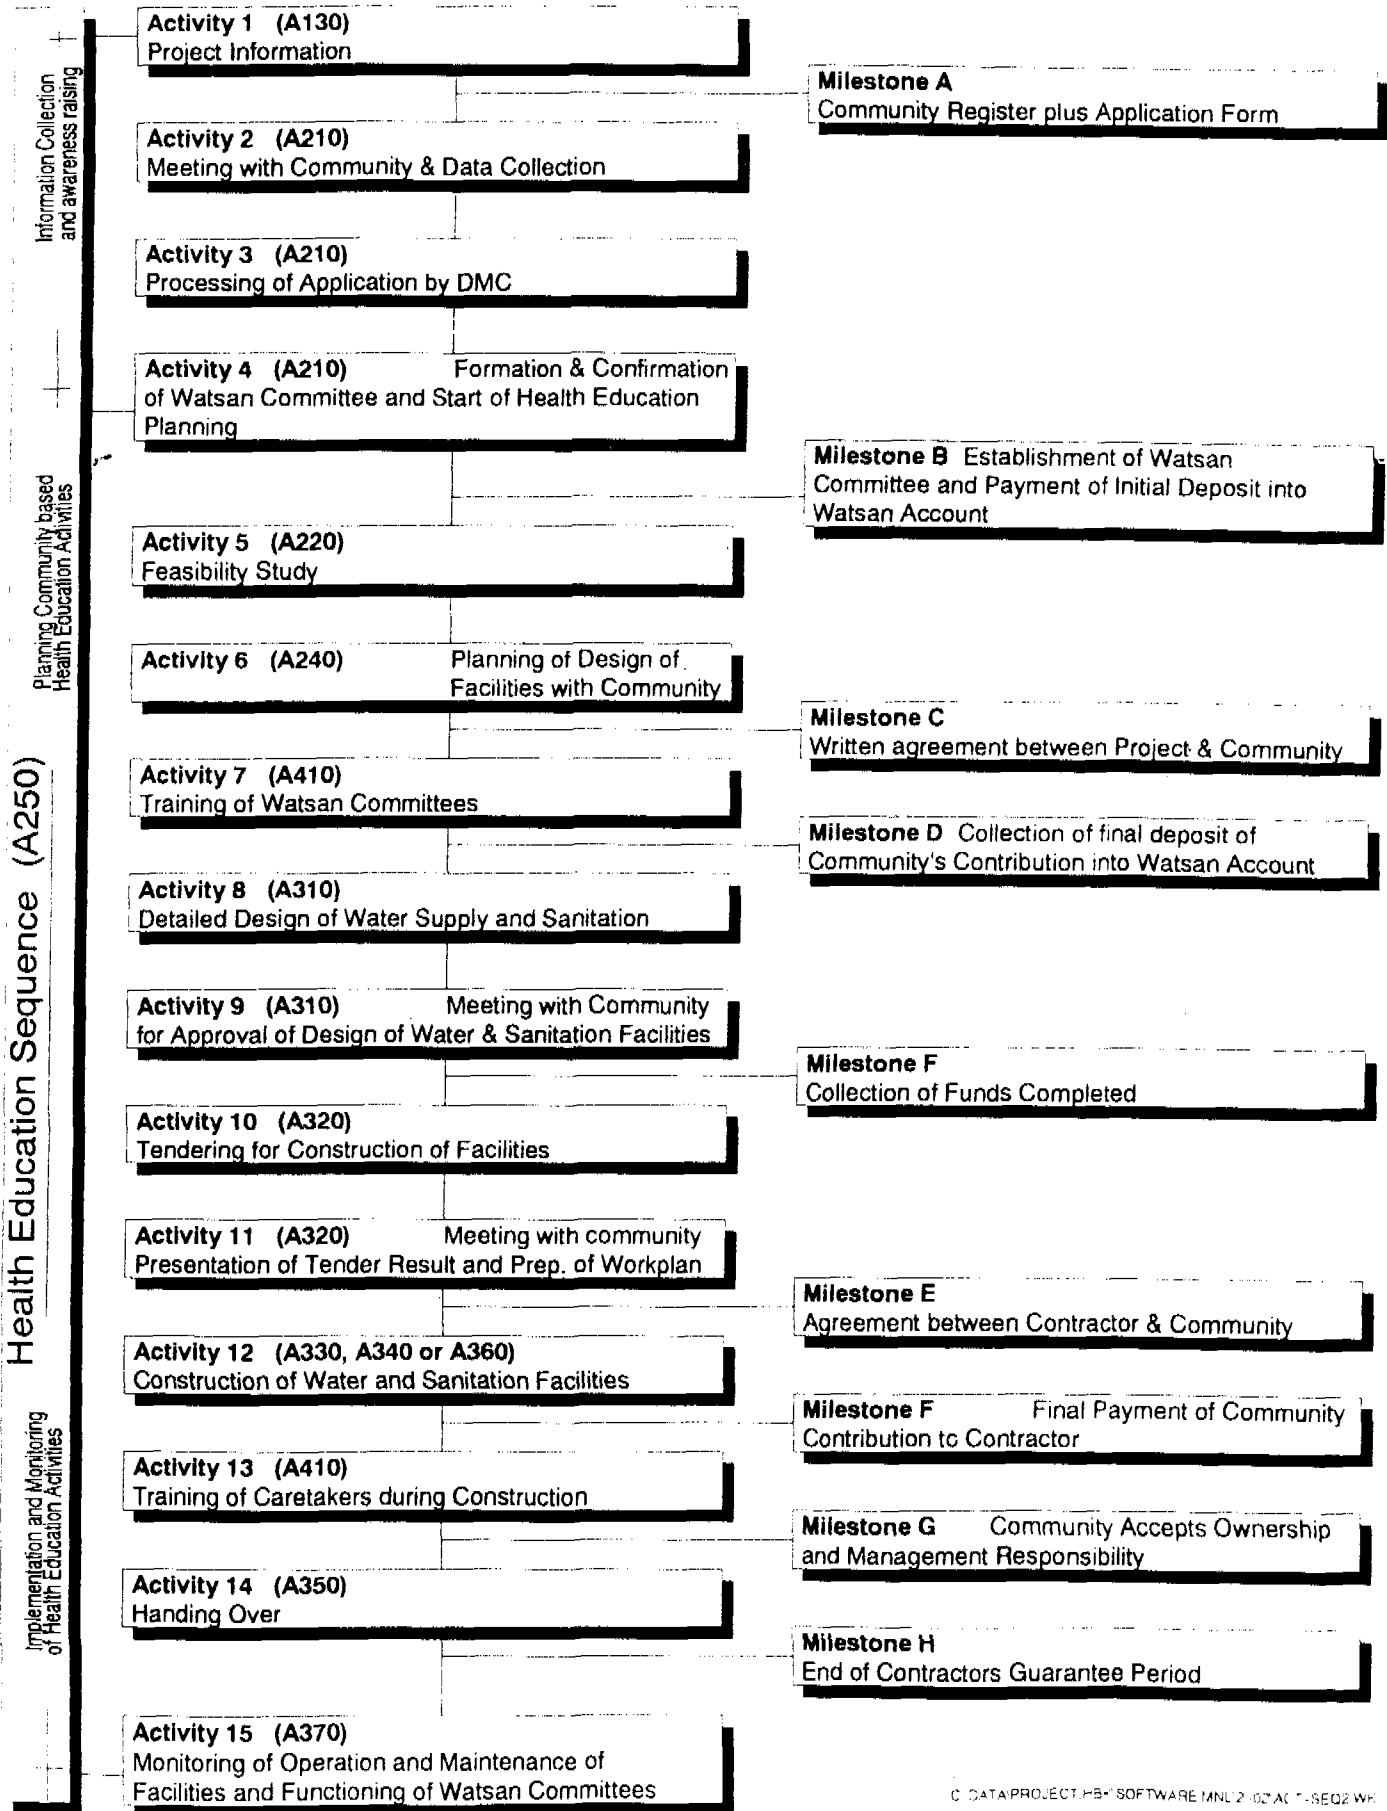 Activity 1 (A130)
Project Information
Milestone A
Community Register plus Application Form
Activity 2 (A210)
Meeting with Community & Data Collection
Activity 3 (A210)
Processing of Application by DMC
Activity 4 (A210) Formation & Confirmation
of Watsan Committee and Start of Health Education
Planning
Milestone B Establishment of Watsan
Committee and Payment of Initial Deposit into
Watsan Account
Activity 5 (A220)
Feasibility Study
Activity 6 (A240) Planning of Design of
Facilities with Community
Milestone C
Written agreement between Project & Community
Activity 7 (A410)
Training of Watsan Committees
Milestone D Collection of final deposit of
Community's Contribution into Watsan Account
Activity 8 (A310)
Detailed Design of Water Supply and Sanitation
Activity 9 (A310) Meeting with Community
for Approval of Design of Water & Sanitation Facilities
Milestone F
Collection of Funds Completed
Activity 10 (A320)
Tendering for Construction of Facilities
Activity 11 (A320) Meeting with community
Presentation of Tender Result and Prep. of Workplan
Milestone E
Agreement between Contractor & Community
Activity 12 (A330, A340 or A360)
Construction of Water and Sanitation Facilities
Milestone F Final Payment of Community
Contribution to Contractor
Activity 13 (A410)
Training of Caretakers during Construction
Milestone G Community Accepts Ownership
and Management Responsibility
Activity 14 (A350)
Handing Over
Milestone H
End of Contractors Guarantee Period
Activity 15 (A370)
Monitoring of Operation and Maintenance of
Facilities and Functioning of Watsan Committees
Information Collection
and awareness raising
Planning Community based
Health Education Activities
Health Education Sequence (A250)
Implementation and Monitoring
of Health Education Activities